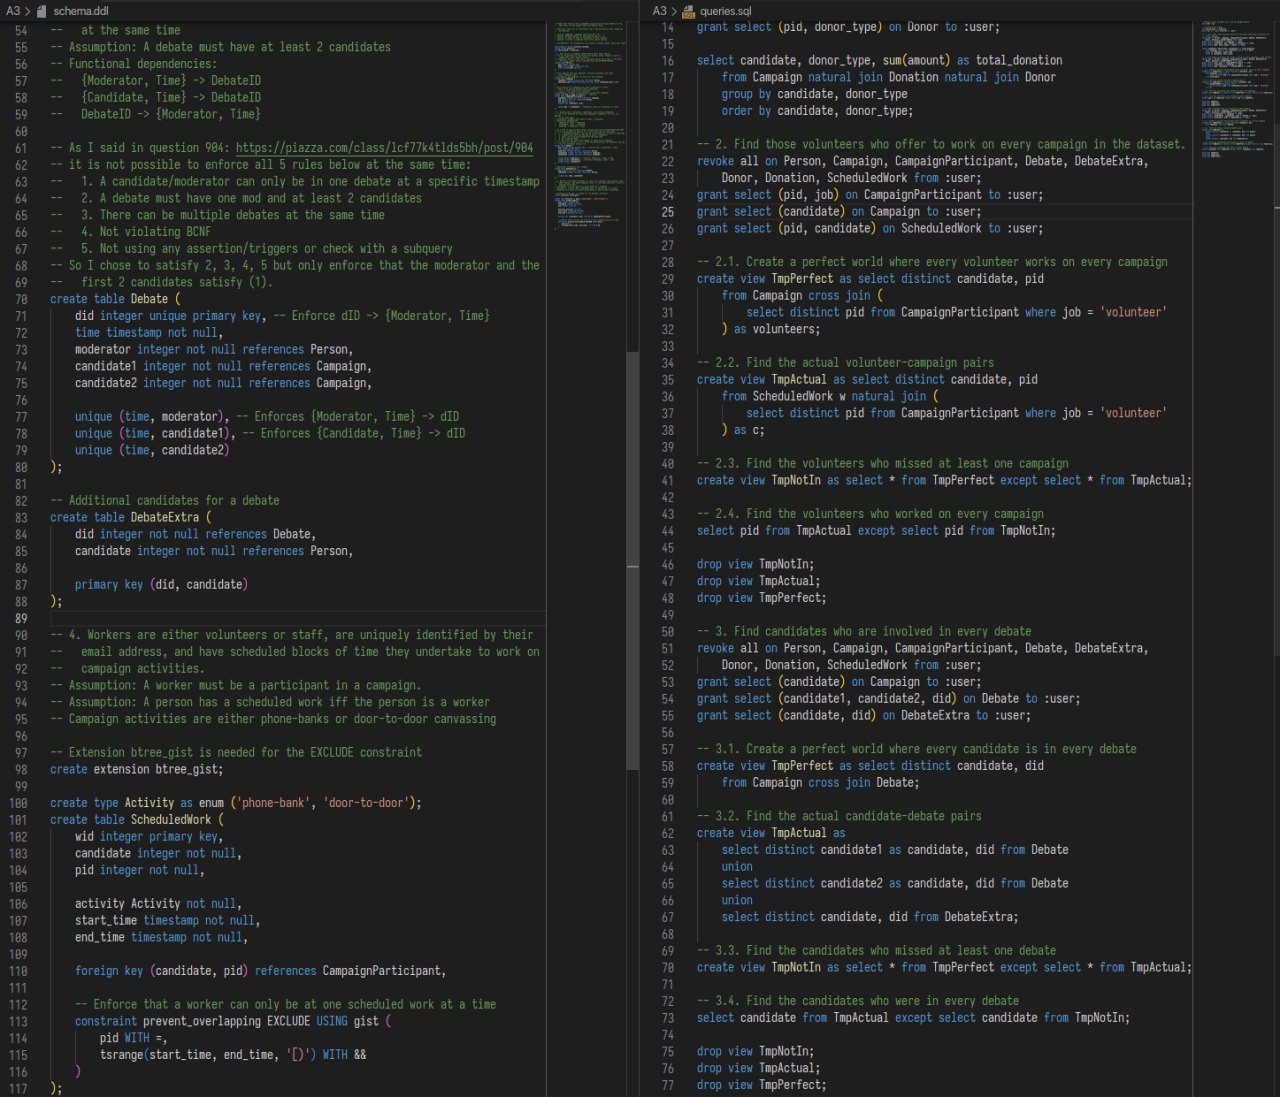 A3 > schema.ddl
54 --   at the same time
55 -- Assumption: A debate must have at least 2 candidates
56 -- Functional dependencies:
57 --   {Moderator, Time} -> DebateID
58 --   {Candidate, Time} -> DebateID
59 --   DebateID -> {Moderator, Time}
60
61 -- As I said in question 904: https://piazza.com/class/lcf77k4tlds5bh/post/904
62 -- it is not possible to enforce all 5 rules below at the same time:
63 --   1. A candidate/moderator can only be in one debate at a specific timestamp
64 --   2. A debate must have one mod and at least 2 candidates
65 --   3. There can be multiple debates at the same time
66 --   4. Not violating BCNF
67 --   5. Not using any assertion/triggers or check with a subquery
68 -- So I chose to satisfy 2, 3, 4, 5 but only enforce that the moderator and the
69 --   first 2 candidates satisfy (1).
70 create table Debate (
71     did integer unique primary key, -- Enforce dID -> {Moderator, Time}
72     time timestamp not null,
73     moderator integer not null references Person,
74     candidate1 integer not null references Campaign,
75     candidate2 integer not null references Campaign,
76
77     unique (time, moderator), -- Enforces {Moderator, Time} -> dID
78     unique (time, candidate1), -- Enforces {Candidate, Time} -> dID
79     unique (time, candidate2)
80 );
81
82 -- Additional candidates for a debate
83 create table DebateExtra (
84     did integer not null references Debate,
85     candidate integer not null references Person,
86
87     primary key (did, candidate)
88 );
89
90 -- 4. Workers are either volunteers or staff, are uniquely identified by their
91 --   email address, and have scheduled blocks of time they undertake to work on
92 --   campaign activities.
93 -- Assumption: A worker must be a participant in a campaign.
94 -- Assumption: A person has a scheduled work iff the person is a worker
95 -- Campaign activities are either phone-banks or door-to-door canvassing
96
97 -- Extension btree_gist is needed for the EXCLUDE constraint
98 create extension btree_gist;
99
100 create type Activity as enum ('phone-bank', 'door-to-door');
101 create table ScheduledWork (
102     wid integer primary key,
103     candidate integer not null,
104     pid integer not null,
105
106     activity Activity not null,
107     start_time timestamp not null,
108     end_time timestamp not null,
109
110     foreign key (candidate, pid) references CampaignParticipant,
111
112     -- Enforce that a worker can only be at one scheduled work at a time
113     constraint prevent_overlapping EXCLUDE USING gist (
114         pid WITH =,
115         tsrange(start_time, end_time, '[)') WITH &&
116     )
117 );
A3 > queries.sql
14 grant select (pid, donor_type) on Donor to :user;
15
16 select candidate, donor_type, sum(amount) as total_donation
17     from Campaign natural join Donation natural join Donor
18     group by candidate, donor_type
19     order by candidate, donor_type;
20
21 -- 2. Find those volunteers who offer to work on every campaign in the dataset.
22 revoke all on Person, Campaign, CampaignParticipant, Debate, DebateExtra,
23     Donor, Donation, ScheduledWork from :user;
24 grant select (pid, job) on CampaignParticipant to :user;
25 grant select (candidate) on Campaign to :user;
26 grant select (pid, candidate) on ScheduledWork to :user;
27
28 -- 2.1. Create a perfect world where every volunteer works on every campaign
29 create view TmpPerfect as select distinct candidate, pid
30     from Campaign cross join (
31         select distinct pid from CampaignParticipant where job = 'volunteer'
32     ) as volunteers;
33
34 -- 2.2. Find the actual volunteer-campaign pairs
35 create view TmpActual as select distinct candidate, pid
36     from ScheduledWork w natural join (
37         select distinct pid from CampaignParticipant where job = 'volunteer'
38     ) as c;
39
40 -- 2.3. Find the volunteers who missed at least one campaign
41 create view TmpNotIn as select * from TmpPerfect except select * from TmpActual;
42
43 -- 2.4. Find the volunteers who worked on every campaign
44 select pid from TmpActual except select pid from TmpNotIn;
45
46 drop view TmpNotIn;
47 drop view TmpActual;
48 drop view TmpPerfect;
49
50 -- 3. Find candidates who are involved in every debate
51 revoke all on Person, Campaign, CampaignParticipant, Debate, DebateExtra,
52     Donor, Donation, ScheduledWork from :user;
53 grant select (candidate) on Campaign to :user;
54 grant select (candidate1, candidate2, did) on Debate to :user;
55 grant select (candidate, did) on DebateExtra to :user;
56
57 -- 3.1. Create a perfect world where every candidate is in every debate
58 create view TmpPerfect as select distinct candidate, did
59     from Campaign cross join Debate;
60
61 -- 3.2. Find the actual candidate-debate pairs
62 create view TmpActual as
63     select distinct candidate1 as candidate, did from Debate
64     union
65     select distinct candidate2 as candidate, did from Debate
66     union
67     select distinct candidate, did from DebateExtra;
68
69 -- 3.3. Find the candidates who missed at least one debate
70 create view TmpNotIn as select * from TmpPerfect except select * from TmpActual;
71
72 -- 3.4. Find the candidates who were in every debate
73 select candidate from TmpActual except select candidate from TmpNotIn;
74
75 drop view TmpNotIn;
76 drop view TmpActual;
77 drop view TmpPerfect;